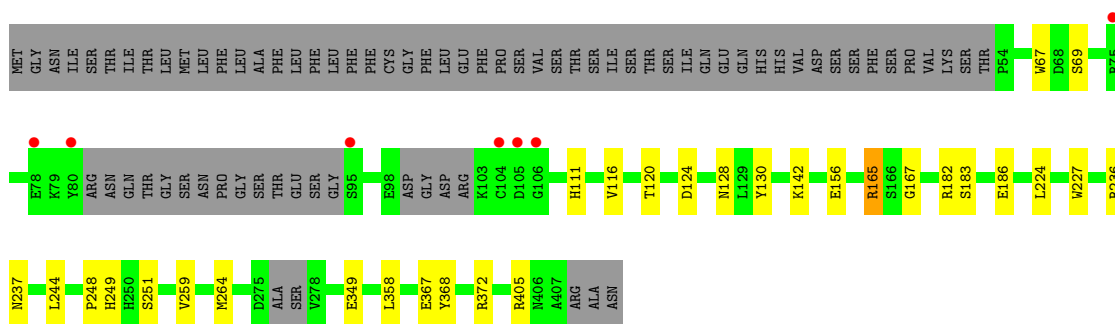 MET GLY ASN ILE SER THR ILE THR LEU MET LEU PHE LEU ALA PHE LEU PHE LEU PHE PHE CYS GLY PHE LEU GLU PHE PRO SER VAL SER THR SER ILE SER THR SER ILE GLN GLU GLN HIS HIS VAL ASP SER SER PHE SER PRO VAL LYS SER THR P54 W67 D68 S69
E78 K79 Y80 ARG ASN GLN THR GLY SER ASN PRO GLY SER THR GLU SER GLY S95 E98 ASP GLY ASP ARG K103 C104 D105 G106 H111 V116 T120 D124 N128 L129 Y130 K142 E156 R165 S166 G167 R182 S183 E186 L224 W227
N237 L244 P248 H249 H250 S251 V259 M264 D275 ALA SER V278 E349 L358 E367 Y368 R372 R405 N406 A407 ARG ALA ASN